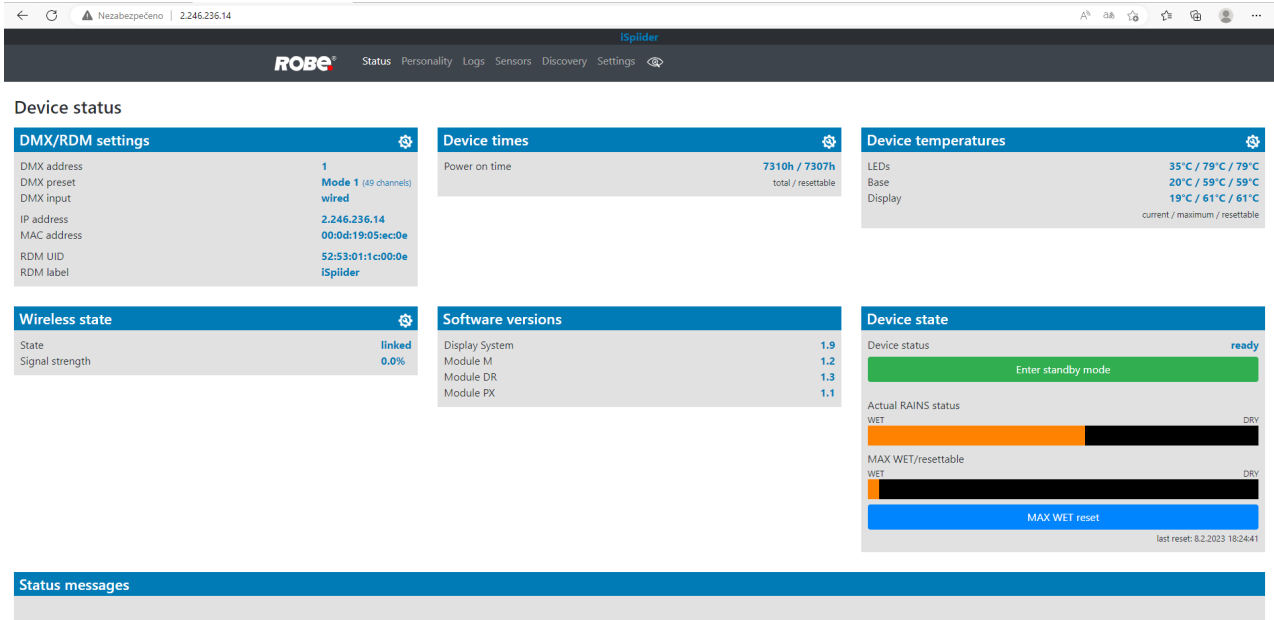 Nezabezpečeno | 2.246.236.14
iSpiider
ROBE® Status Personality Logs Sensors Discovery Settings
Device status
DMX/RDM settings
DMX address 1
DMX preset Mode 1 (49 channels)
DMX input wired
IP address 2.246.236.14
MAC address 00:0d:19:05:ec:0e
RDM UID 52:53:01:1c:00:0e
RDM label iSpiider
Device times
Power on time 7310h / 7307h
total / resettable
Device temperatures
LEDs 35°C / 79°C / 79°C
Base 20°C / 59°C / 59°C
Display 19°C / 61°C / 61°C
current / maximum / resettable
Wireless state
State linked
Signal strength 0.0%
Software versions
Display System 1.9
Module M 1.2
Module DR 1.3
Module PX 1.1
Device state
Device status ready
Enter standby mode
Actual RAINS status
WET DRY
MAX WET/resettable
WET DRY
MAX WET reset
last reset: 8.2.2023 18:24:41
Status messages